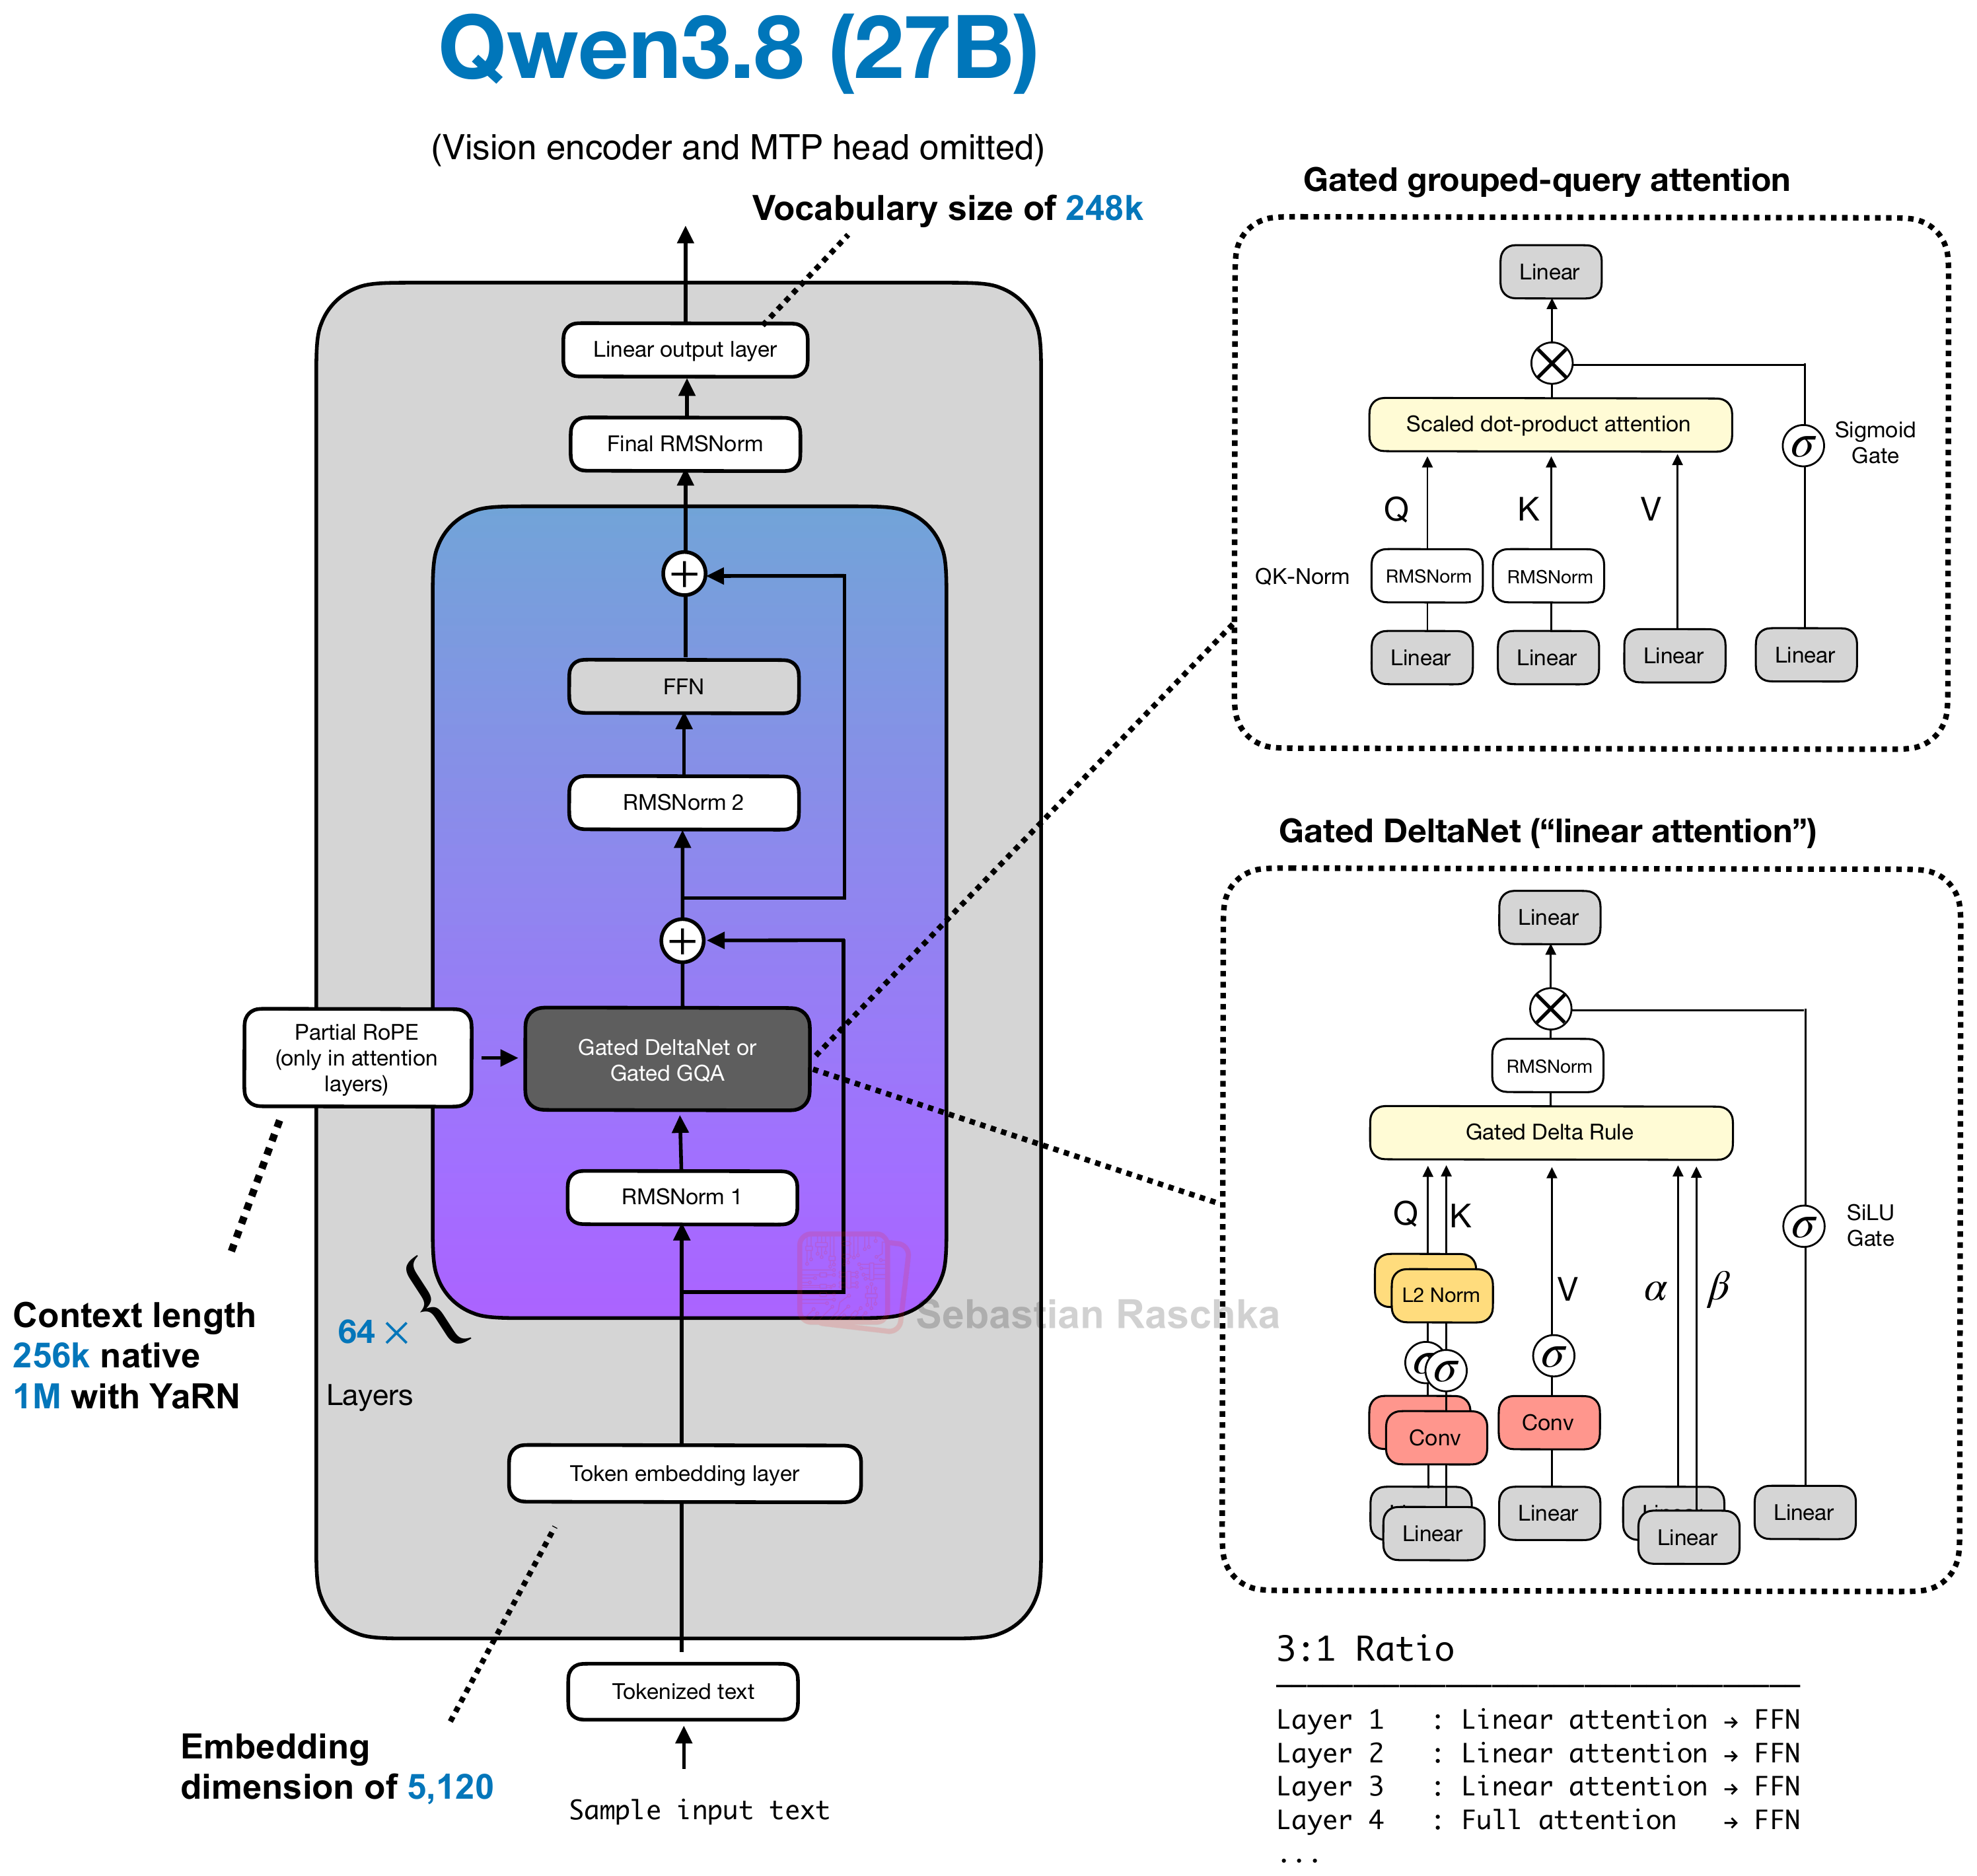 Qwen3.8 (27B)
(Vision encoder and MTP head omitted)
Vocabulary size of 248k
Linear output layer
Final RMSNorm
FFN
RMSNorm 2
Partial RoPE
(only in attention
layers)
Gated DeltaNet or
Gated GQA
RMSNorm 1
Context length
256k native
1M with YaRN
64 ×
Layers
Sebastian Raschka
Token embedding layer
Tokenized text
Embedding
dimension of 5,120
Sample input text
Gated grouped-query attention
Linear
Scaled dot-product attention
σ
Sigmoid
Gate
Q
K
V
QK-Norm
RMSNorm
RMSNorm
Linear
Linear
Linear
Linear
Gated DeltaNet (“linear attention”)
Linear
RMSNorm
Gated Delta Rule
Q
K
V
α
β
σ
SiLU
Gate
L2 Norm
σ
σ
σ
Conv
Conv
Linear
Linear
Linear
Linear
Linear
3:1 Ratio
Layer 1 : Linear attention → FFN
Layer 2 : Linear attention → FFN
Layer 3 : Linear attention → FFN
Layer 4 : Full attention → FFN
...